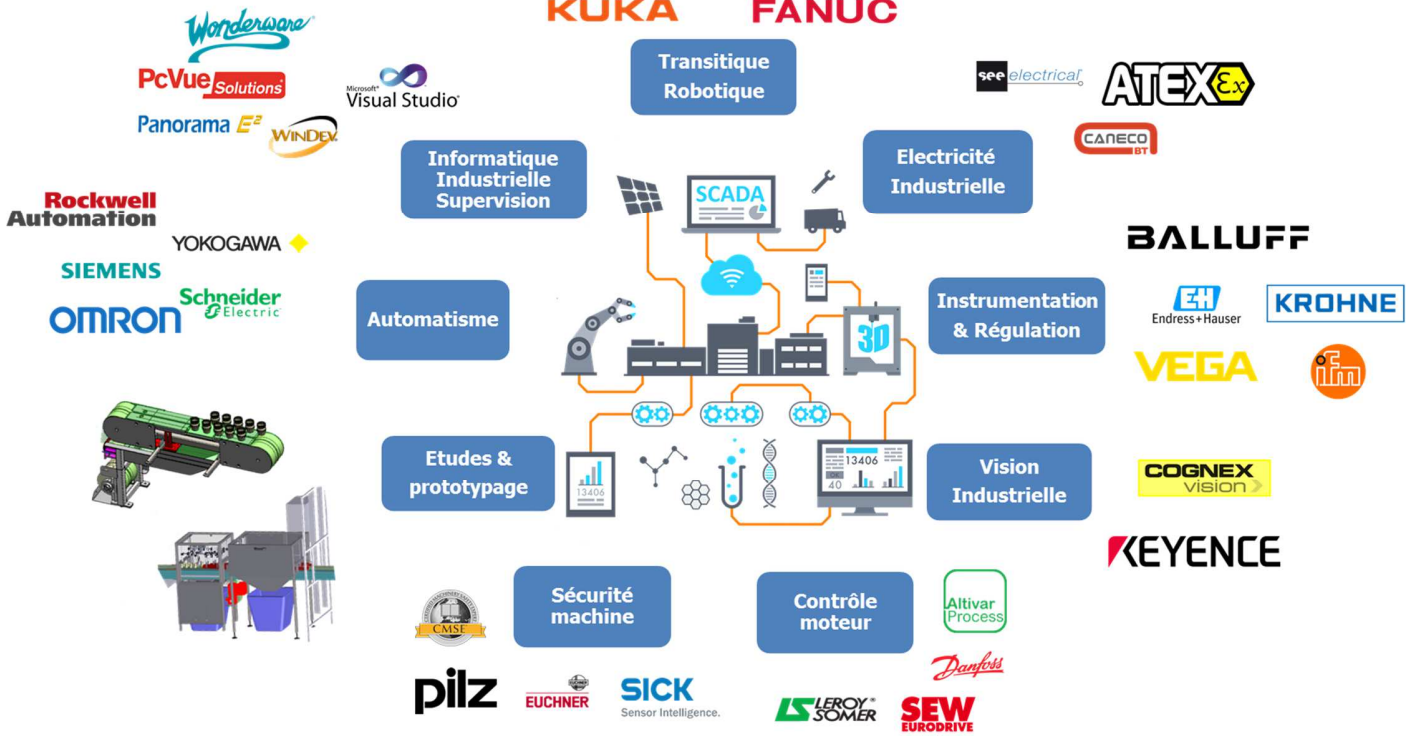 KUKA
FANUC
Wonderware
PcVue Solutions
Microsoft®
Visual Studio
Panorama E²
WINDEV
Transitique
Robotique
see electrical
ATEX Ex
CANECO
BT
Informatique
Industrielle
Supervision
Electricité
Industrielle
SCADA
Rockwell
Automation
YOKOGAWA
SIEMENS
OMRON
Schneider
Electric
Automatisme
BALLUFF
Instrumentation
& Régulation
EH
Endress+Hauser
KROHNE
VEGA
ifm
3D
Etudes &
prototypage
13406
13406
40
Vision
Industrielle
COGNEX
vision
KEYENCE
Sécurité
machine
CMSE
Contrôle
moteur
Altivar
Process
pilz
EUCHNER
SICK
Sensor Intelligence.
Danfoss
LS LEROY®
SOMER
SEW
EURODRIVE